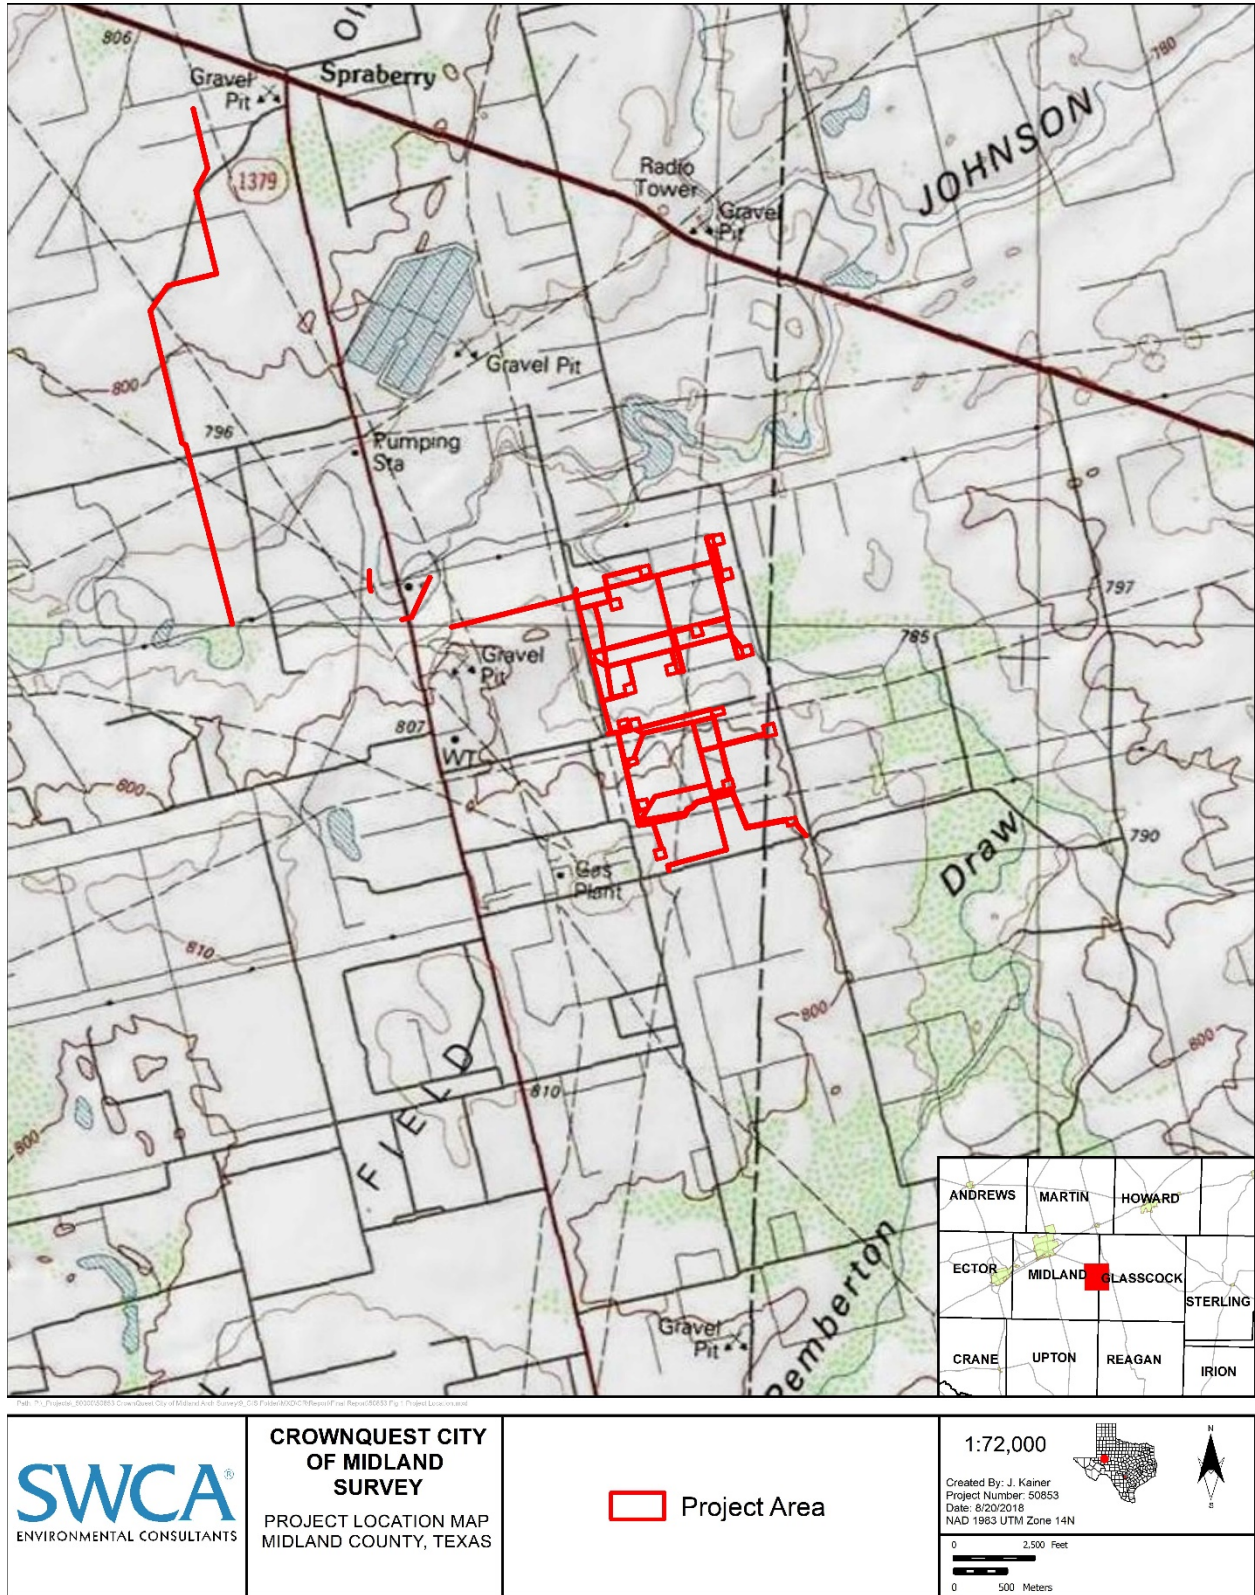 806
OI
Gravel
Pit
Spraberry
780
JOHNSON
1379
Radio
Tower
Gravel
Pit
Gravel Pit
800
796
Pumping
Sta
797
785
Gravel
Pit
807
WT
800
790
Draw
Gas
Plant
810
800
800
FIELD
810
800
Pemberton
Gravel
Pit
L
ANDREWS MARTIN HOWARD
ECTOR MIDLAND GLASSCOCK
STERLING
CRANE UPTON REAGAN IRION
SWCA®
ENVIRONMENTAL CONSULTANTS
CROWNQUEST CITY
OF MIDLAND
SURVEY
PROJECT LOCATION MAP
MIDLAND COUNTY, TEXAS
Project Area
1:72,000
Created By: J. Kainer
Project Number: 50853
Date: 8/20/2018
NAD 1983 UTM Zone 14N
N
S
0 2,500 Feet
0 500 Meters